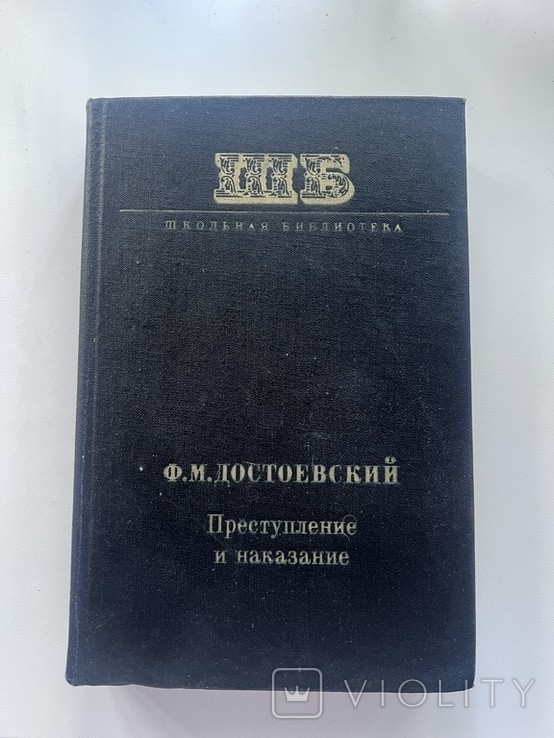 ШБ
ШКОЛЬНАЯ БИБЛИОТЕКА
Ф.М.ДОСТОЕВСКИЙ
Преступление
и наказание
VIOLITY